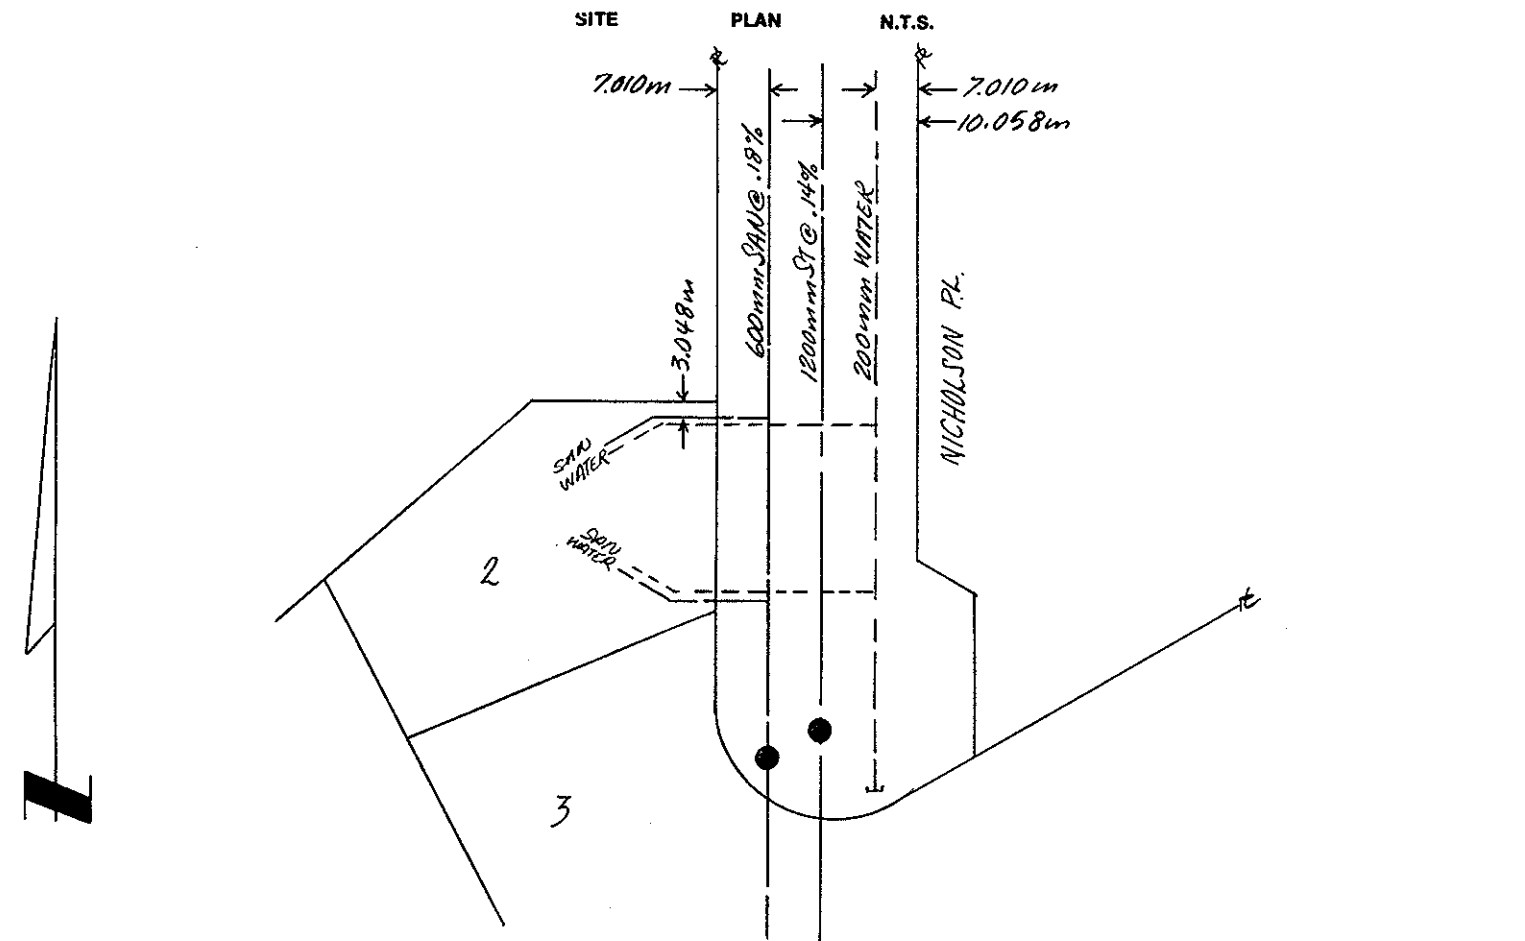 SITE PLAN N.T.S.
7.010m
7.010m
10.058m
600mm SAN @ .18%
1200mm ST @ .14%
200mm WATER
3.048m
NICHOLSON PL.
SAN
WATER
SAN
WATER
2
3